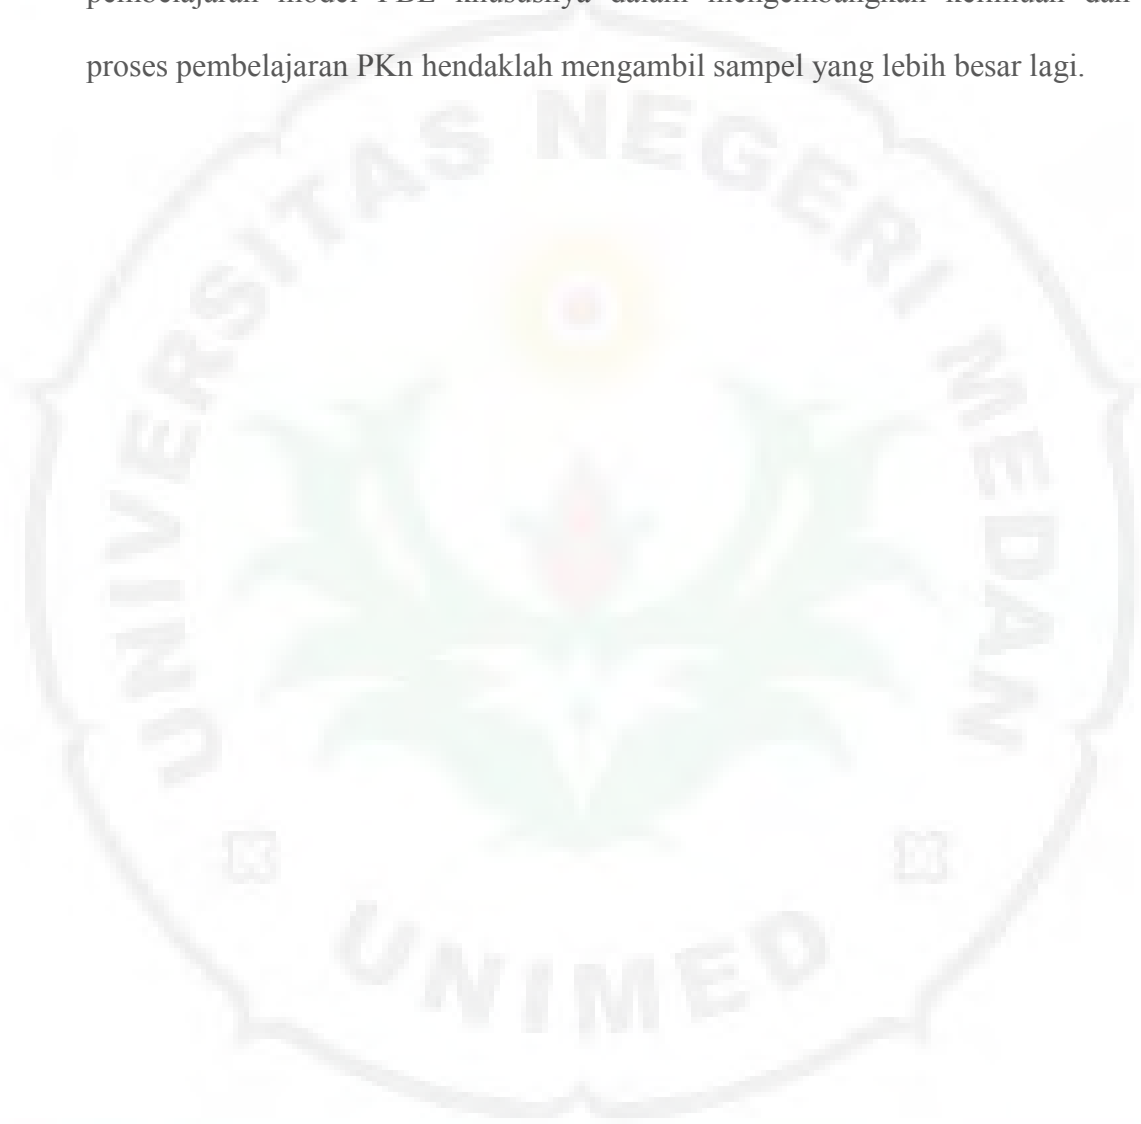 pembelajaran model PBL khususnya dalam mengembangkan keilmuan dan
proses pembelajaran PKn hendaklah mengambil sampel yang lebih besar lagi.
UNIVERSITAS NEGERI MEDAN
UNIMED